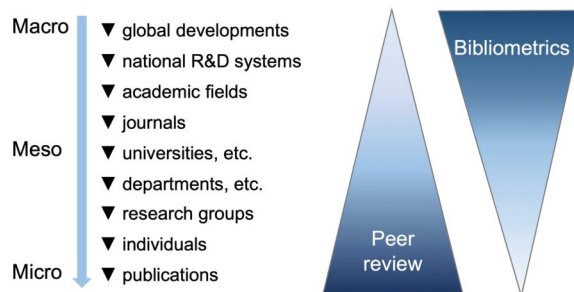 Macro
▼ global developments
▼ national R&D systems
▼ academic fields
▼ journals
Meso
▼ universities, etc.
▼ departments, etc.
▼ research groups
▼ individuals
Micro
▼ publications
Peer
review
Bibliometrics